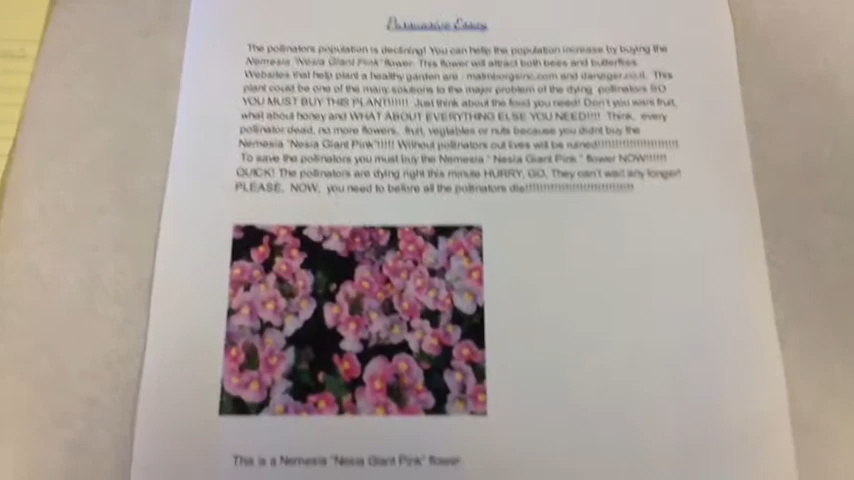 Persuasive Essay
The pollinators population is declining! You can help the population increase by buying the
Nemesia "Nesia Giant Pink" flower. This flower will attract both bees and butterflies.
Websites that help plant a healthy garden are : malmborgsinc.com and danziger.co.il. This
plant could be one of the many solutions to the major problem of the dying pollinators SO
YOU MUST BUY THIS PLANT!!!!!! Just think about the food you need! Don't you want fruit,
what about honey and WHAT ABOUT EVERYTHING ELSE YOU NEED!!!! Think, every
pollinator dead, no more flowers, fruit, vegtables or nuts because you didnt buy the
Nemesia "Nesia Giant Pink"!!!!! Without pollinators out lives will be ruined!!!!!!!!!!!!!!!!!!!!!!!!
To save the pollinators you must buy the Nemesia " Nesia Giant Pink " flower NOW!!!!!!
QUICK! The pollinators are dying right this minute HURRY, GO, They can't wait any longer!
PLEASE, NOW, you need to before all the pollinators die!!!!!!!!!!!!!!!!!!!!!!!!!!!!!!
This is a Nemesia "Nesia Giant Pink" flower